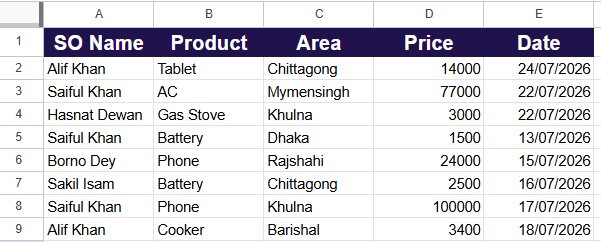 A B C D E
1 SO Name Product Area Price Date
2 Alif Khan Tablet Chittagong 14000 24/07/2026
3 Saiful Khan AC Mymensingh 77000 22/07/2026
4 Hasnat Dewan Gas Stove Khulna 3000 22/07/2026
5 Saiful Khan Battery Dhaka 1500 13/07/2026
6 Borno Dey Phone Rajshahi 24000 15/07/2026
7 Sakil Isam Battery Chittagong 2500 16/07/2026
8 Saiful Khan Phone Khulna 100000 17/07/2026
9 Alif Khan Cooker Barishal 3400 18/07/2026